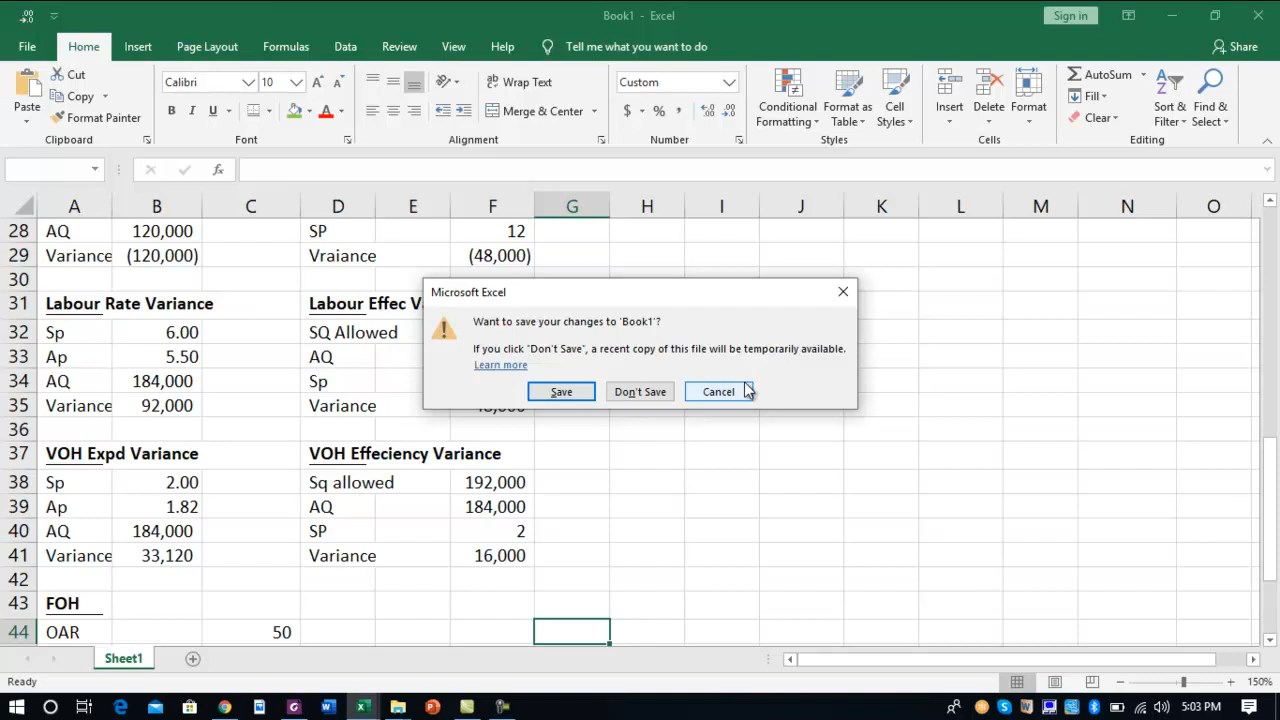 Book1 - Excel
Sign in
File Home Insert Page Layout Formulas Data Review View Help Tell me what you want to do Share
Paste Cut Copy Format Painter
Calibri 10
B I U
Wrap Text
Merge & Center
Custom
$ % ,
Conditional Formatting Format as Table Cell Styles
Insert Delete Format
AutoSum Fill Clear
Sort & Filter Find & Select
Clipboard Font Alignment Number Styles Cells Editing
fx
A B C D E F G H I J K L M N O
28 AQ 120,000 SP 12
29 Variance (120,000) Vraiance (48,000)
30
31 Labour Rate Variance Labour Effec V
32 Sp 6.00 SQ Allowed
33 Ap 5.50 AQ
34 AQ 184,000 Sp
35 Variance 92,000 Variance
36
37 VOH Expd Variance VOH Effeciency Variance
38 Sp 2.00 Sq allowed 192,000
39 Ap 1.82 AQ 184,000
40 AQ 184,000 SP 2
41 Variance 33,120 Variance 16,000
42
43 FOH
44 OAR 50
Microsoft Excel
Want to save your changes to 'Book1'?
If you click "Don't Save", a recent copy of this file will be temporarily available.
Learn more
Save Don't Save Cancel
Sheet1
Ready 150%
5:03 PM